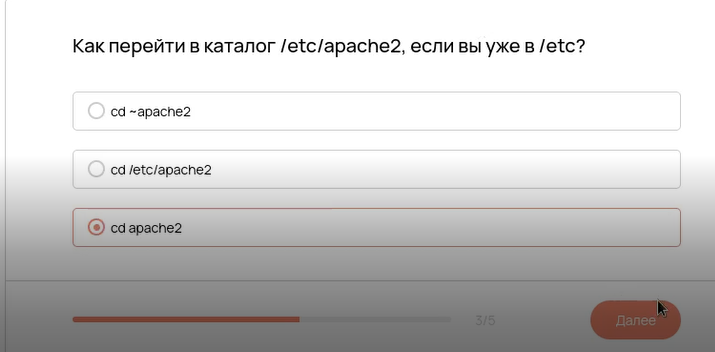 Как перейти в каталог /etc/apache2, если вы уже в /etc?
cd ~apache2
cd /etc/apache2
cd apache2
3/5
Далее